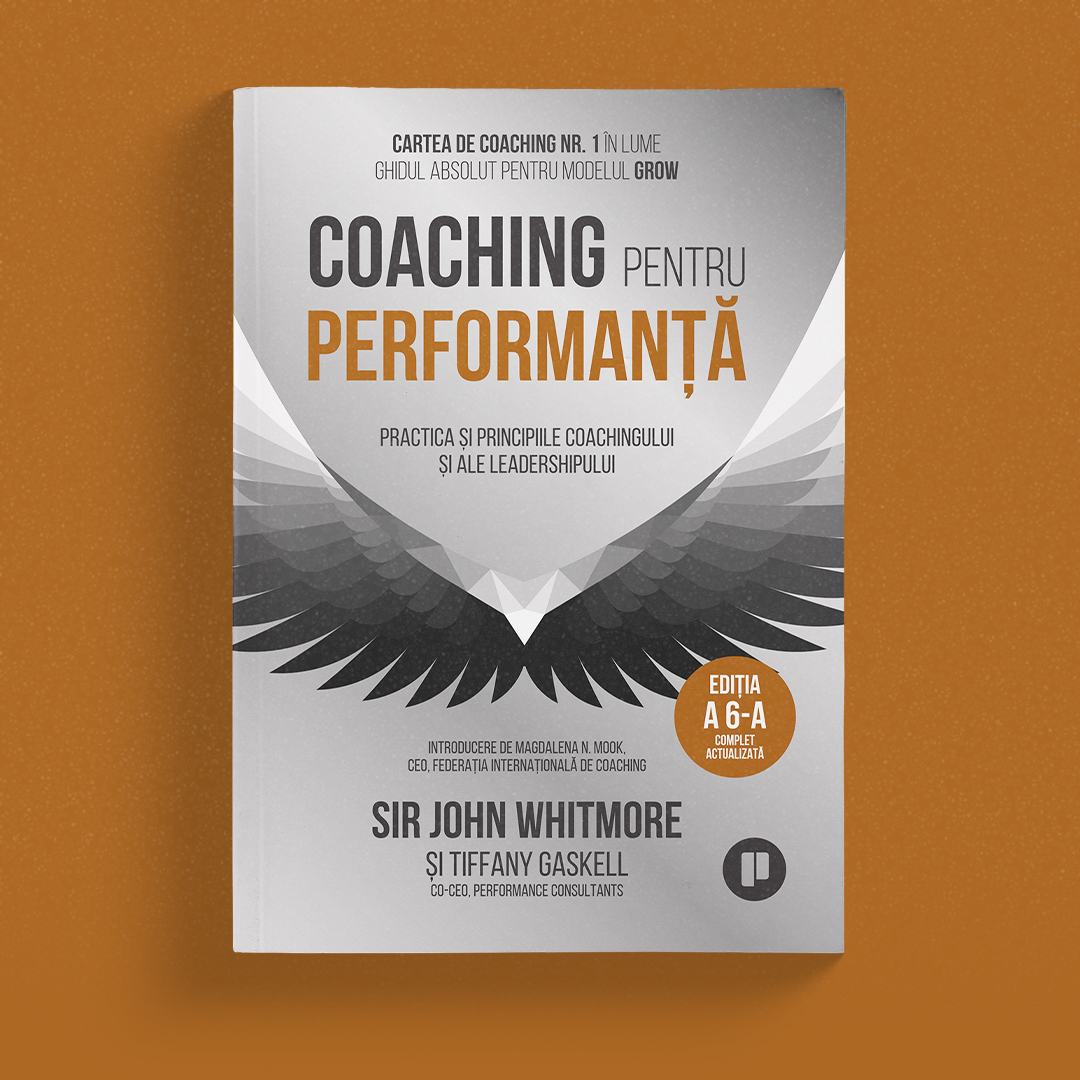 CARTEA DE COACHING NR. 1 ÎN LUME
GHIDUL ABSOLUT PENTRU MODELUL GROW
COACHING PENTRU
PERFORMANȚĂ
PRACTICA ȘI PRINCIPIILE COACHINGULUI
ȘI ALE LEADERSHIPULUI
EDIȚIA
A 6-A
COMPLET
ACTUALIZATĂ
INTRODUCERE DE MAGDALENA N. MOOK,
CEO, FEDERAȚIA INTERNAȚIONALĂ DE COACHING
SIR JOHN WHITMORE
ȘI TIFFANY GASKELL
CO-CEO, PERFORMANCE CONSULTANTS